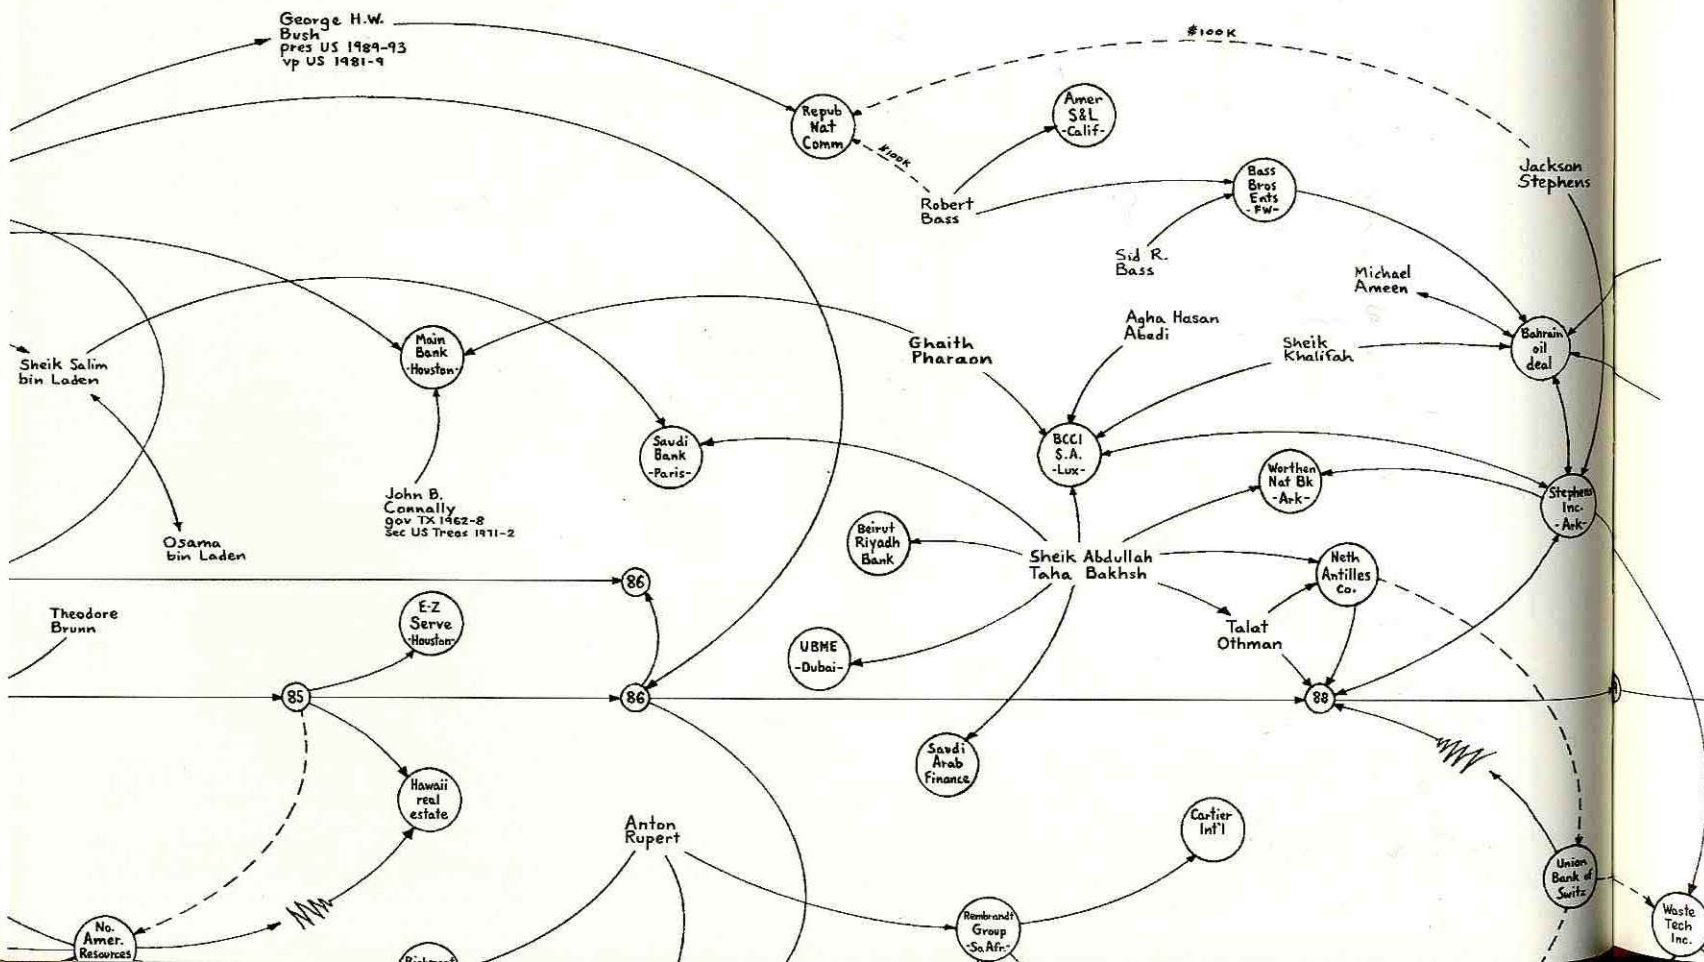 George H.W.
Bush
pres US 1989-93
vp US 1981-9
$100K
Repub
Nat
Comm
Amer
S&L
-Calif-
$100K
Robert
Bass
Bass
Bros
Ents
-FW-
Jackson
Stephens
Sid R.
Bass
Michael
Ameen
Agha Hasan
Abedi
Ghaith
Pharaon
Sheik
Khalifah
Bahrain
oil
deal
Sheik Salim
bin Laden
Main
Bank
-Houston-
Saudi
Bank
-Paris-
BCCI
S.A.
-Lux-
Worthen
Nat Bk
-Ark-
Stephens
Inc.
-Ark-
John B.
Connally
gov TX 1962-8
sec US Treas 1971-2
Osama
bin Laden
Beirut
Riyadh
Bank
Sheik Abdullah
Taha Bakhsh
Neth
Antilles
Co.
86
Theodore
Brunn
E-Z
Serve
-Houston-
UBME
-Dubai-
Talat
Othman
85
86
88
Saudi
Arab
Finance
Hawaii
real
estate
Anton
Rupert
Cartier
Int'l
Union
Bank of
Switz
No.
Amer.
Resources
Rembrandt
Group
-So.Afr.-
Waste
Tech
Inc.